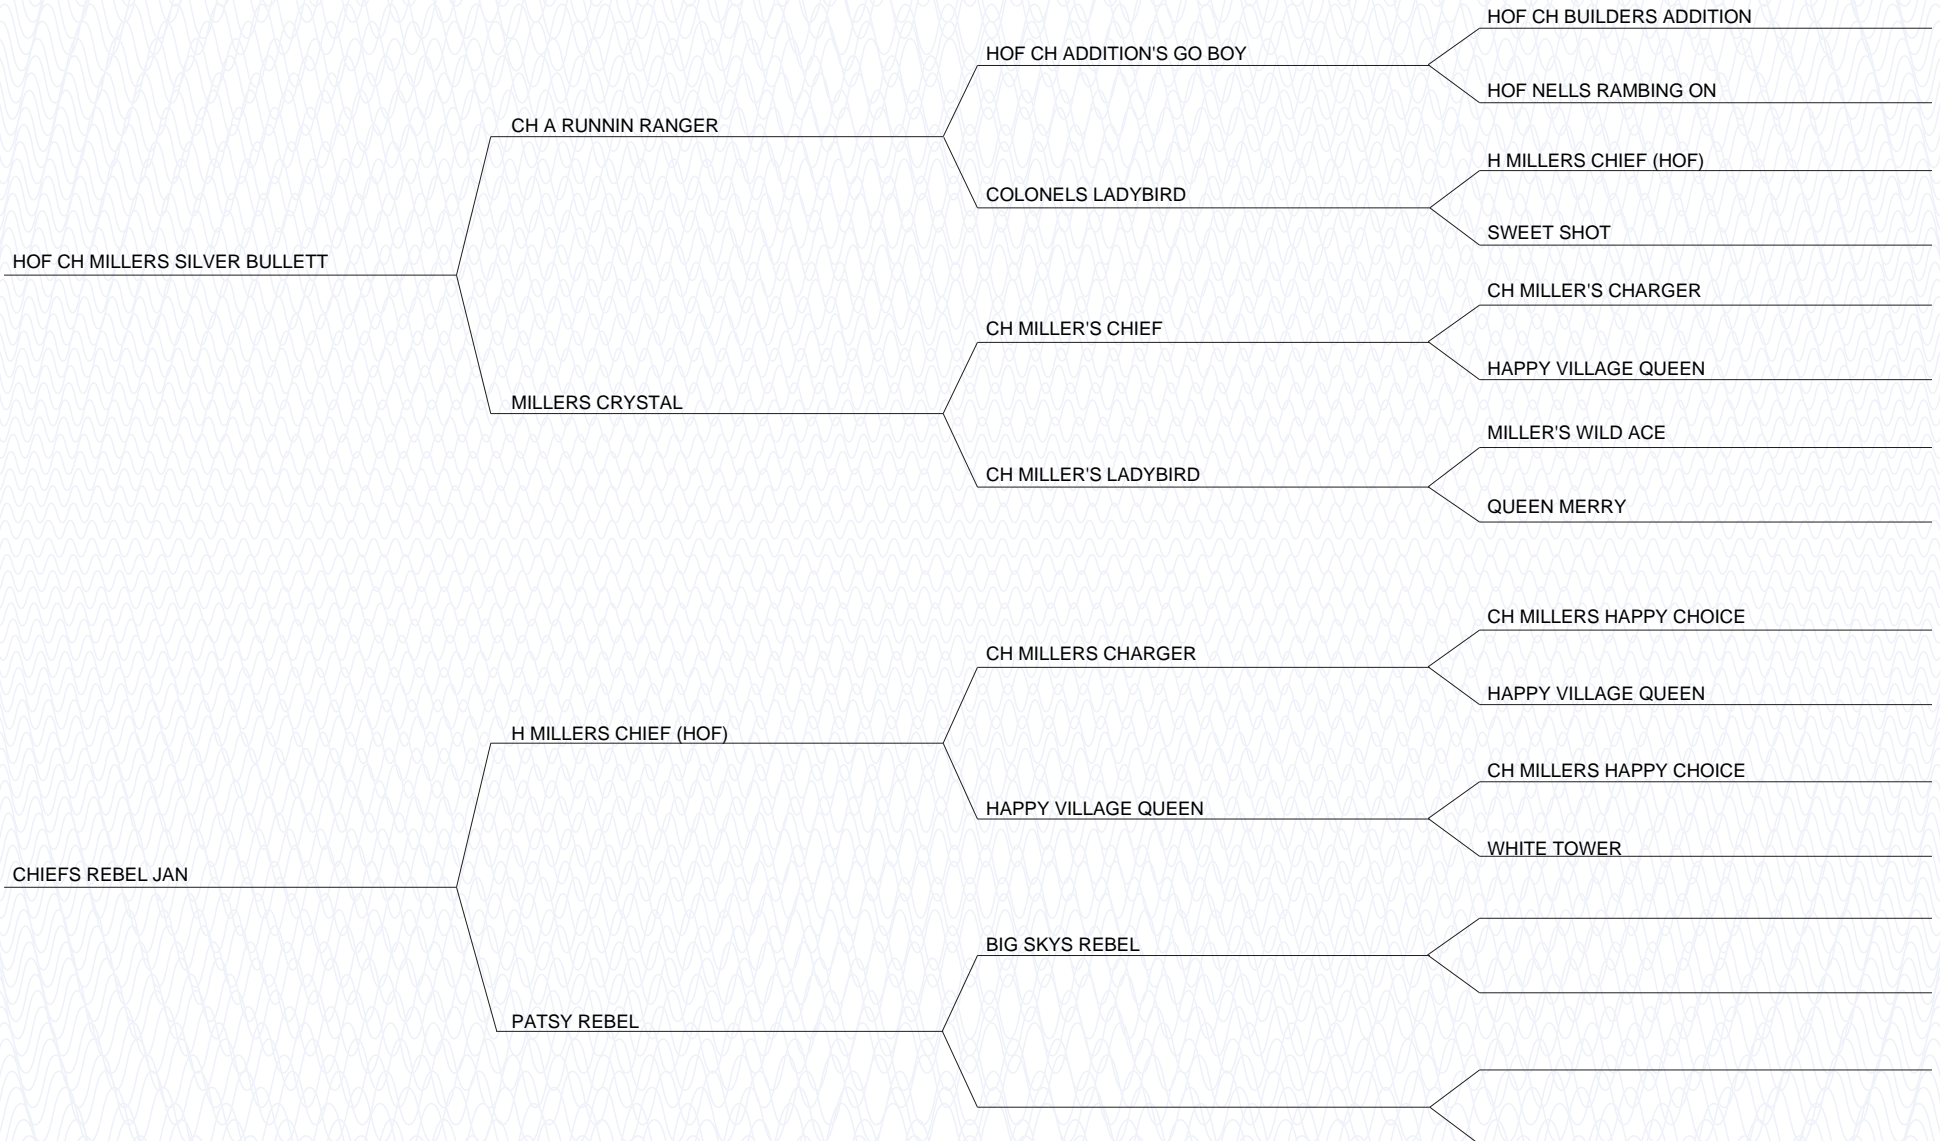 HOF CH BUILDERS ADDITION
HOF CH ADDITION'S GO BOY
HOF NELLS RAMBING ON
CH A RUNNIN RANGER
H MILLERS CHIEF (HOF)
COLONELS LADYBIRD
SWEET SHOT
HOF CH MILLERS SILVER BULLETT
CH MILLER'S CHARGER
CH MILLER'S CHIEF
HAPPY VILLAGE QUEEN
MILLERS CRYSTAL
MILLER'S WILD ACE
CH MILLER'S LADYBIRD
QUEEN MERRY
CH MILLERS HAPPY CHOICE
CH MILLERS CHARGER
HAPPY VILLAGE QUEEN
H MILLERS CHIEF (HOF)
CH MILLERS HAPPY CHOICE
HAPPY VILLAGE QUEEN
WHITE TOWER
CHIEFS REBEL JAN
BIG SKYS REBEL
PATSY REBEL